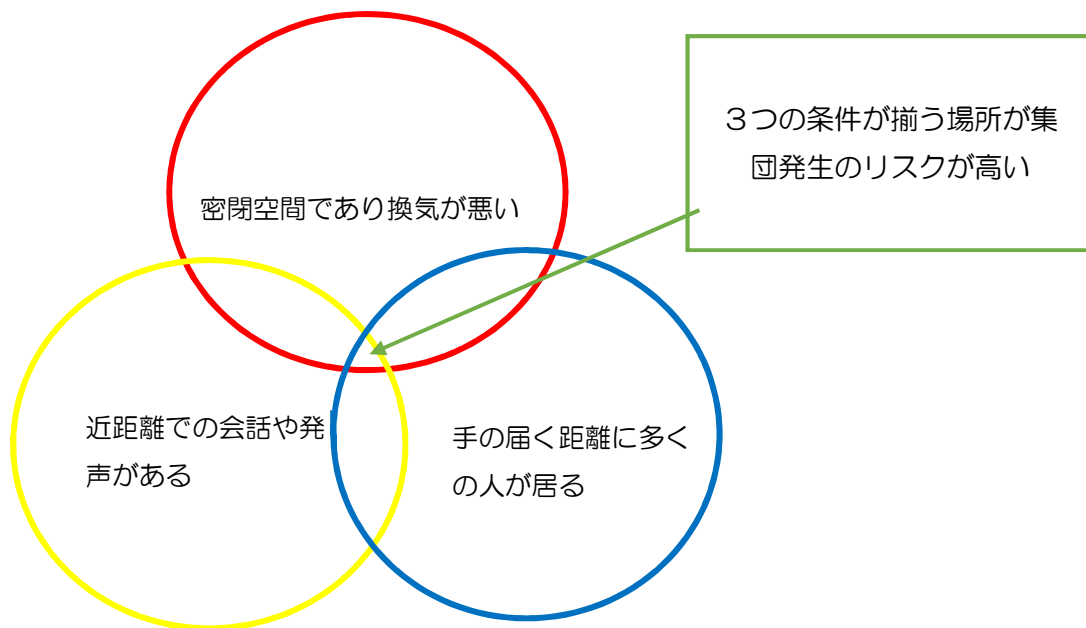 ３つの条件が揃う場所が集
団発生のリスクが高い
密閉空間であり換気が悪い
近距離での会話や発
声がある
手の届く距離に多く
の人が居る